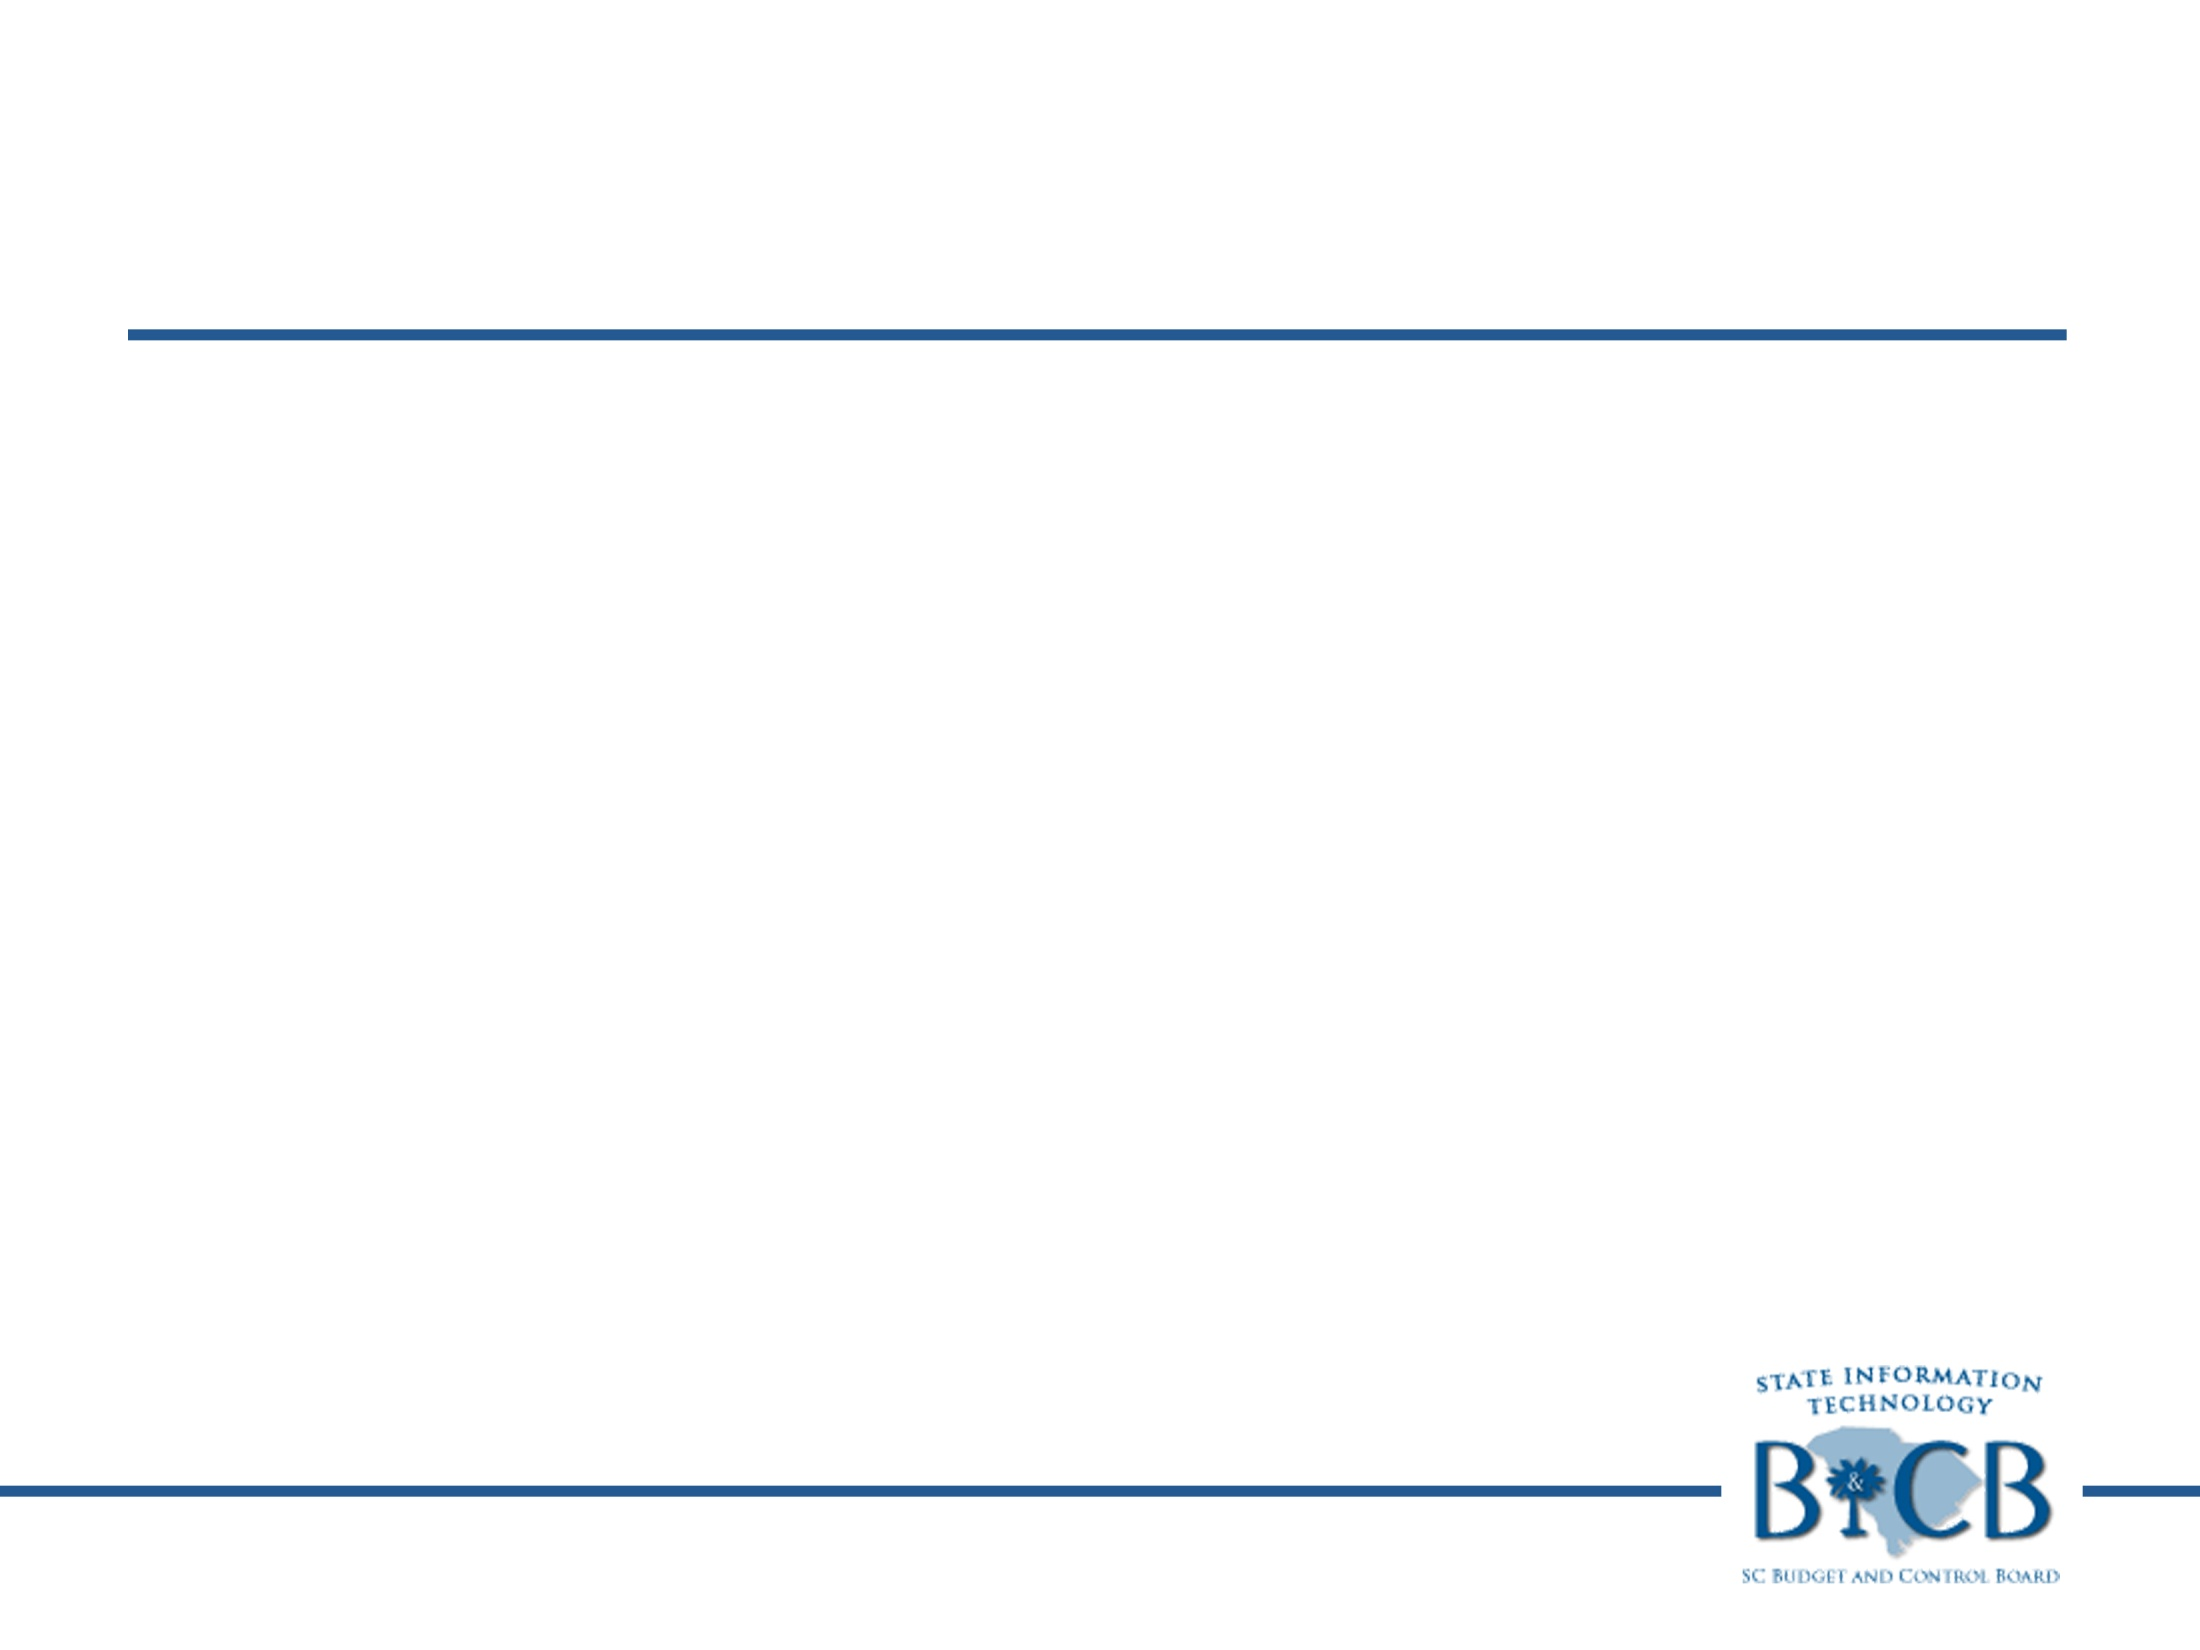 STATE INFORMATION
TECHNOLOGY
B&CB
SC BUDGET AND CONTROL BOARD